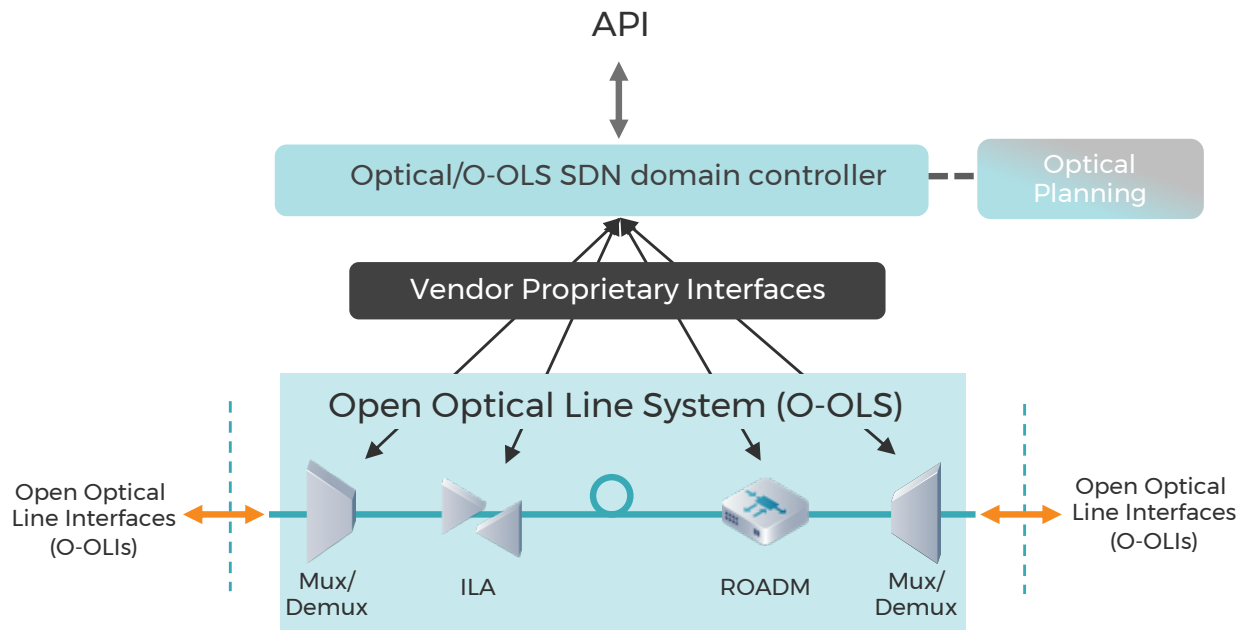 API
Optical/O-OLS SDN domain controller
Optical
Planning
Vendor Proprietary Interfaces
Open Optical Line System (O-OLS)
Open Optical
Line Interfaces
(O-OLIs)
Open Optical
Line Interfaces
(O-OLIs)
Mux/
Demux
ILA
ROADM
Mux/
Demux